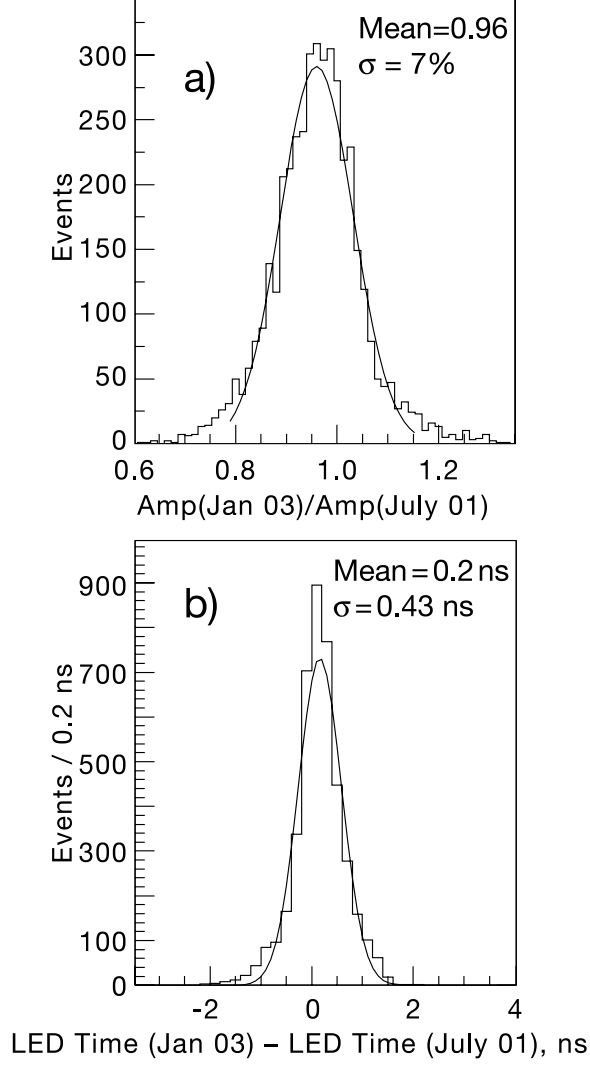 Mean=0.96
σ = 7%
a)
300
250
200
150
100
50
0
Events
0.6 0.8 1.0 1.2
Amp(Jan 03)/Amp(July 01)
Mean=0.2 ns
σ=0.43 ns
b)
900
700
500
300
100
0
Events / 0.2 ns
-2 0 2 4
LED Time (Jan 03) – LED Time (July 01), ns